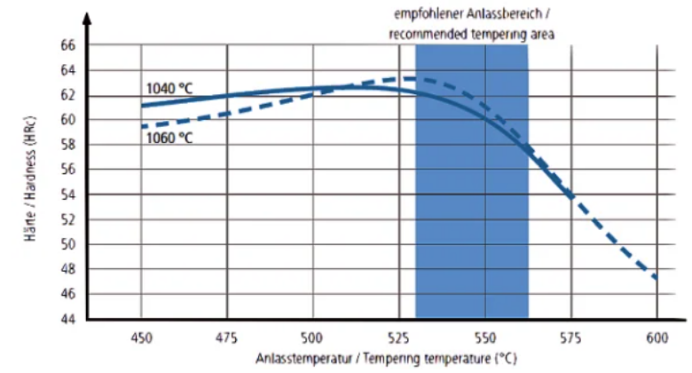 empfohlener Anlassbereich /
recommended tempering area
66
64
62
60
58
56
54
52
50
48
46
44
1040 °C
1060 °C
Härte / Hardness (HRc)
450 475 500 525 550 575 600
Anlasstemperatur / Tempering temperature (°C)